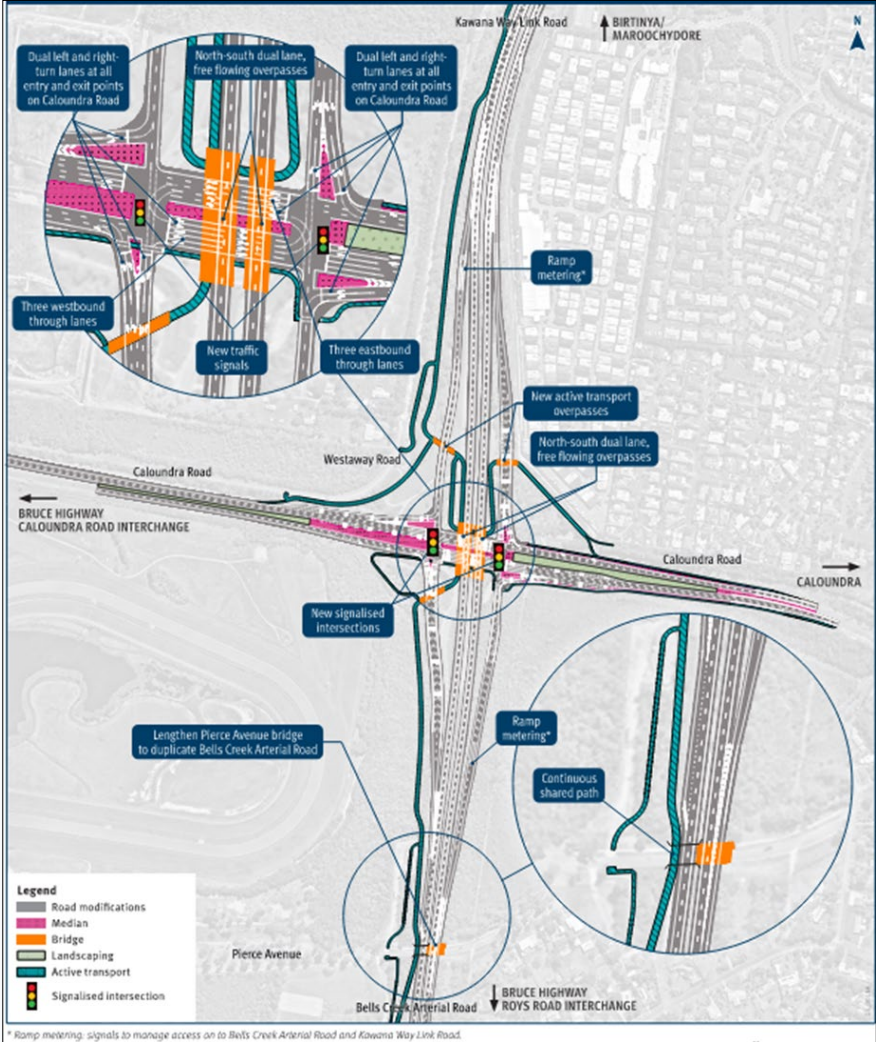 Kawana Way Link Road
BIRTINYA/
MAROOCHYDORE
N
Dual left and right-
turn lanes at all
entry and exit points
on Caloundra Road
North-south dual lane,
free flowing overpasses
Dual left and right-
turn lanes at all
entry and exit points
on Caloundra Road
Ramp
metering*
Three westbound
through lanes
New traffic
signals
Three eastbound
through lanes
New active transport
overpasses
North-south dual lane,
free flowing overpasses
Westaway Road
Caloundra Road
BRUCE HIGHWAY
CALOUNDRA ROAD INTERCHANGE
Caloundra Road
CALOUNDRA
New signalised
intersections
Lengthen Pierce Avenue bridge
to duplicate Bells Creek Arterial Road
Ramp
metering*
Continuous
shared path
Legend
Road modifications
Median
Bridge
Landscaping
Active transport
Signalised intersection
Pierce Avenue
Bells Creek Arterial Road
BRUCE HIGHWAY
ROYS ROAD INTERCHANGE
* Ramp metering: signals to manage access on to Bells Creek Arterial Road and Kawana Way Link Road.